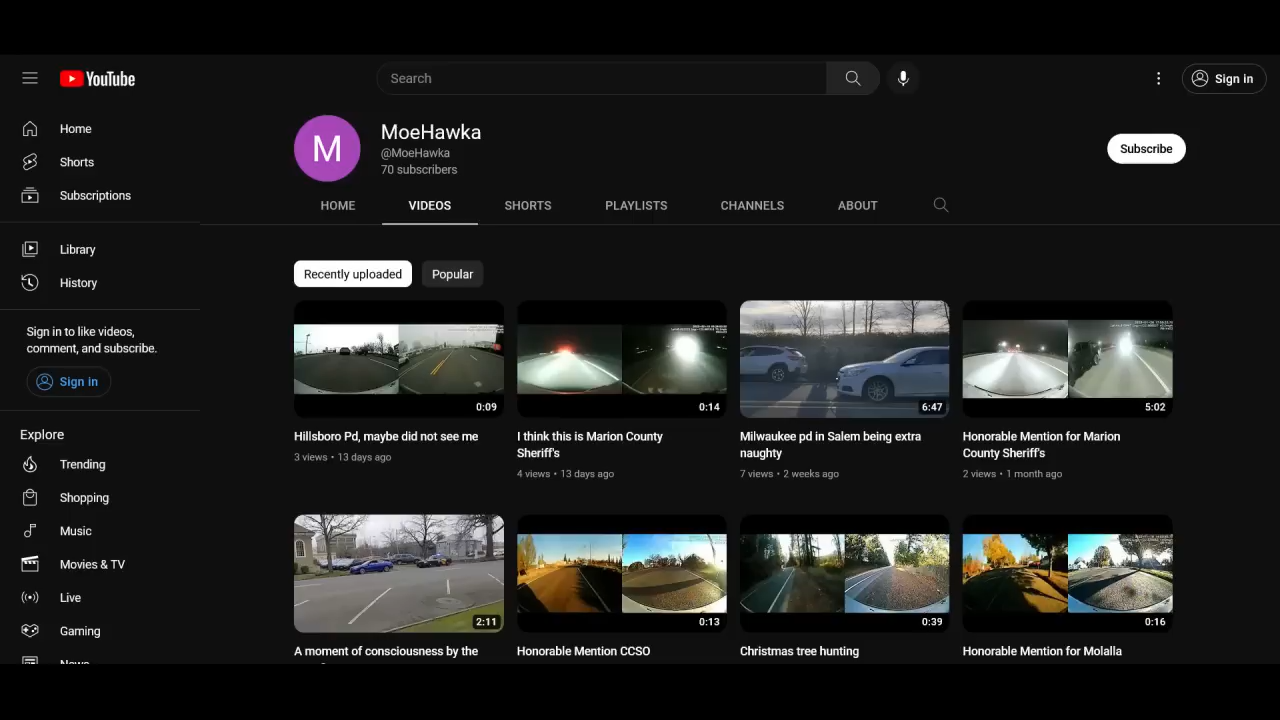 YouTube
Search
Sign in
Home
Shorts
Subscriptions
Library
History
Sign in to like videos,
comment, and subscribe.
Sign in
Explore
Trending
Shopping
Music
Movies & TV
Live
Gaming
M
MoeHawka
@MoeHawka
70 subscribers
Subscribe
HOME
VIDEOS
SHORTS
PLAYLISTS
CHANNELS
ABOUT
Recently uploaded
Popular
0:09
Hillsboro Pd, maybe did not see me
3 views • 13 days ago
0:14
I think this is Marion County
Sheriff's
4 views • 13 days ago
6:47
Milwaukee pd in Salem being extra
naughty
7 views • 2 weeks ago
5:02
Honorable Mention for Marion
County Sheriff's
2 views • 1 month ago
2:11
A moment of consciousness by the
0:13
Honorable Mention CCSO
0:39
Christmas tree hunting
0:16
Honorable Mention for Molalla